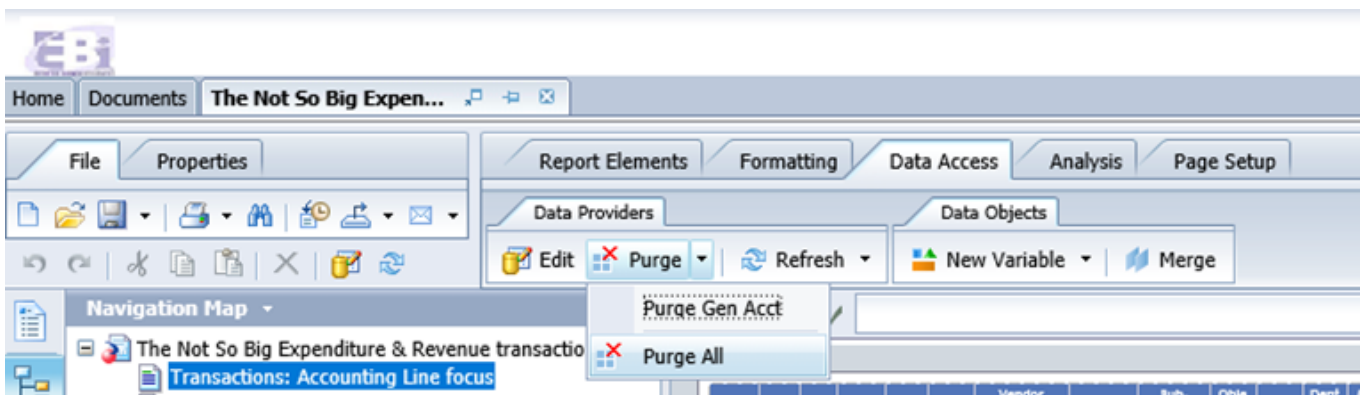 EBi
Home Documents The Not So Big Expen...
File Properties
Report Elements Formatting Data Access Analysis Page Setup
Data Providers Data Objects
Edit Purge Refresh New Variable Merge
Navigation Map
Purge Gen Acct
The Not So Big Expenditure & Revenue transactio
Purge All
Transactions: Accounting Line focus
Vendor Sub Oble Dept